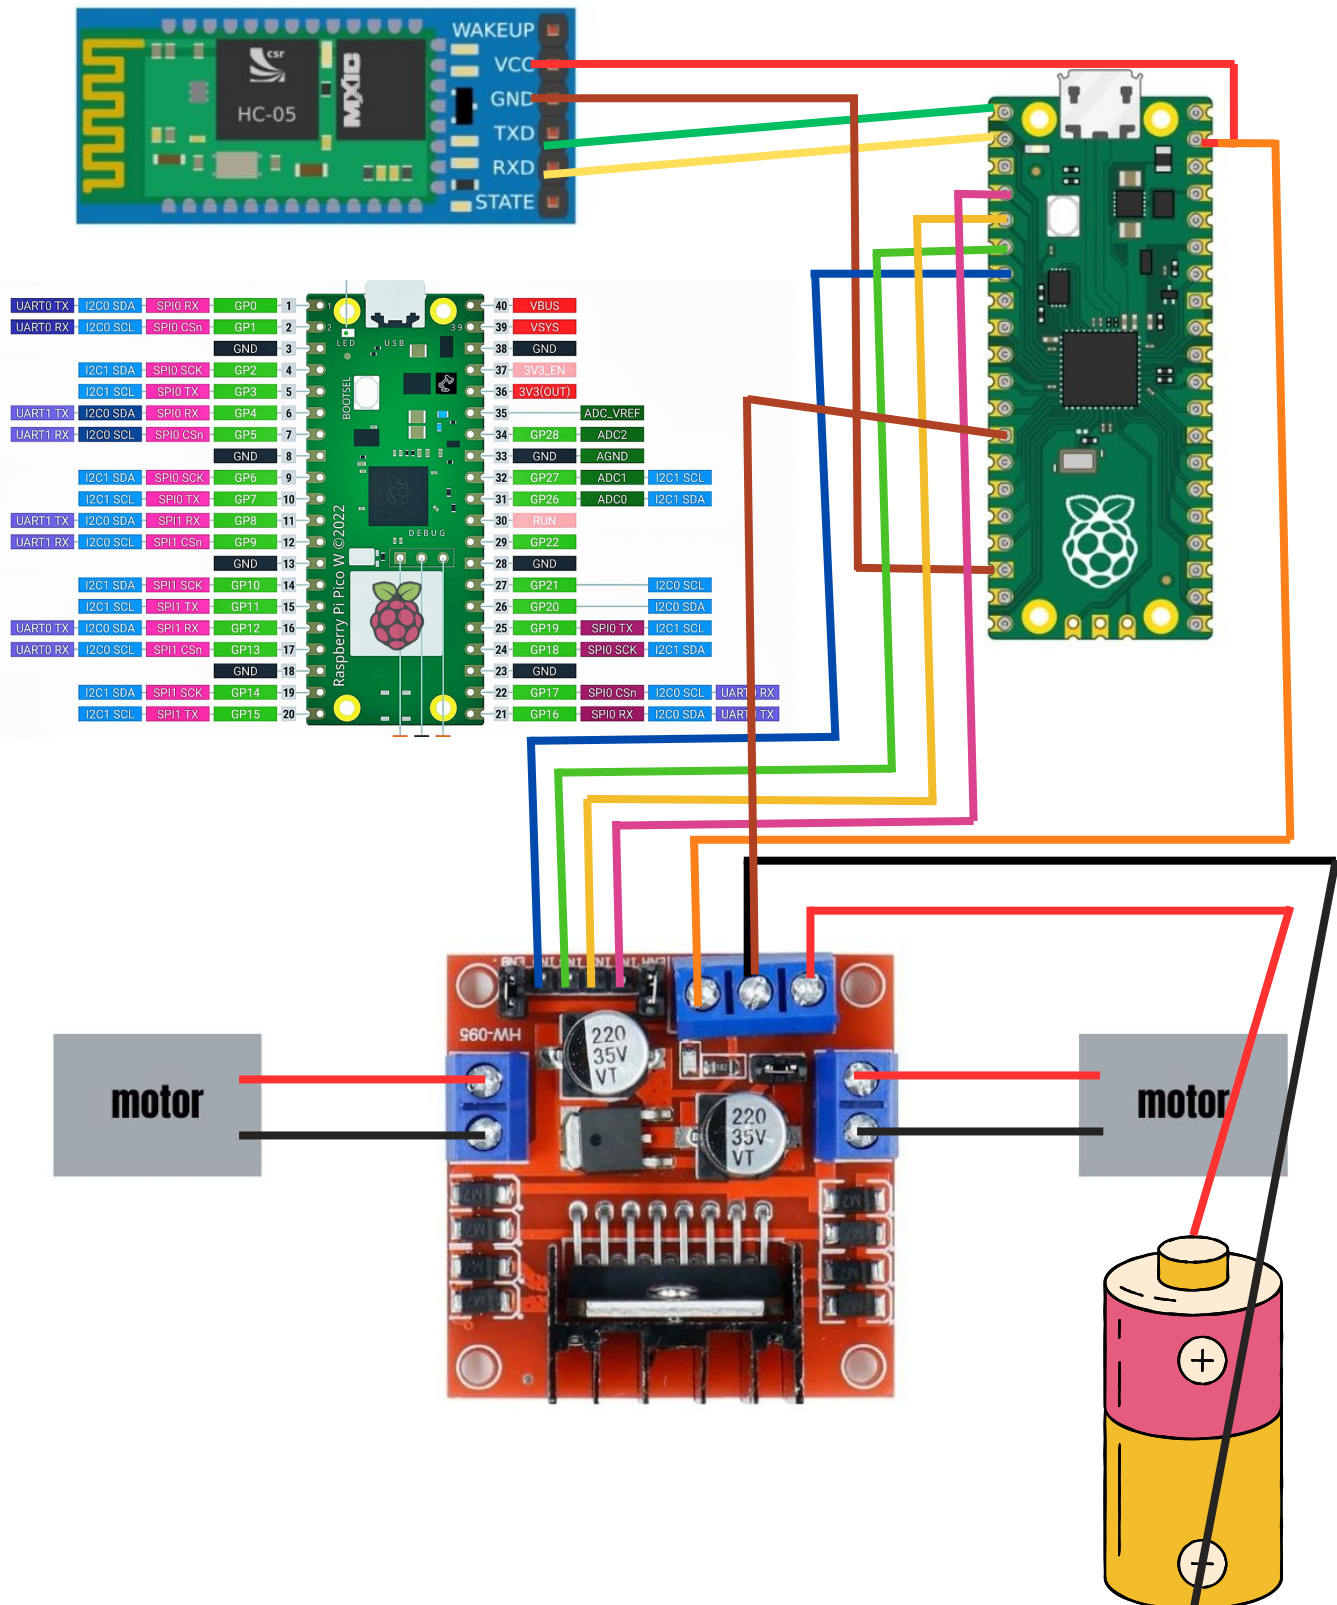 WAKEUP
VCC
GND
TXD
RXD
STATE
csr
HC-05
MXIC
UART0 TX I2C0 SDA SPI0 RX GP0 1 40 VBUS
UART0 RX I2C0 SCL SPI0 CSn GP1 2 39 VSYS
GND 3 38 GND
I2C1 SDA SPI0 SCK GP2 4 37 3V3_EN
I2C1 SCL SPI0 TX GP3 5 36 3V3(OUT)
UART1 TX I2C0 SDA SPI0 RX GP4 6 35 ADC_VREF
UART1 RX I2C0 SCL SPI0 CSn GP5 7 34 GP28 ADC2
GND 8 33 GND AGND
I2C1 SDA SPI0 SCK GP6 9 32 GP27 ADC1 I2C1 SCL
I2C1 SCL SPI0 TX GP7 10 31 GP26 ADC0 I2C1 SDA
UART1 TX I2C0 SDA SPI1 RX GP8 11 30 RUN
UART1 RX I2C0 SCL SPI1 CSn GP9 12 29 GP22
GND 13 28 GND
I2C1 SDA SPI1 SCK GP10 14 27 GP21 I2C0 SCL
I2C1 SCL SPI1 TX GP11 15 26 GP20 I2C0 SDA
UART0 TX I2C0 SDA SPI1 RX GP12 16 25 GP19 SPI0 TX I2C1 SCL
UART0 RX I2C0 SCL SPI1 CSn GP13 17 24 GP18 SPI0 SCK I2C1 SDA
GND 18 23 GND
I2C1 SDA SPI1 SCK GP14 19 22 GP17 SPI0 CSn I2C0 SCL UART0 RX
I2C1 SCL SPI1 TX GP15 20 21 GP16 SPI0 RX I2C0 SDA UART0 TX
1
2
39
LED
USB
BOOTSEL
DEBUG
Raspberry Pi Pico W ©2022
HW-095
220
35V
VT
220
35V
VT
motor
motor
+